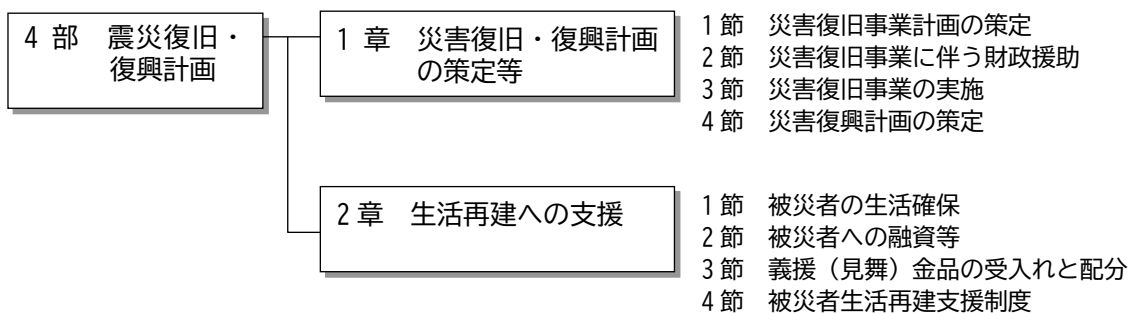 4 部　震災復旧・
復興計画
1 章　災害復旧・復興計画
の策定等
1 節　災害復旧事業計画の策定
2 節　災害復旧事業に伴う財政援助
3 節　災害復旧事業の実施
4 節　災害復興計画の策定
2 章　生活再建への支援
1 節　被災者の生活確保
2 節　被災者への融資等
3 節　義援（見舞）金品の受入れと配分
4 節　被災者生活再建支援制度